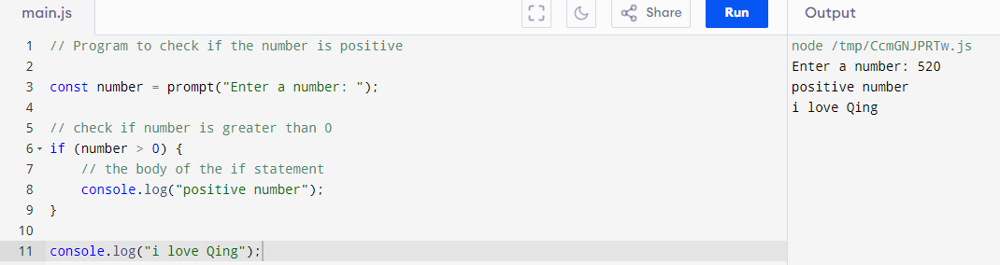 main.js
Share
Run
Output
1 // Program to check if the number is positive
2
3 const number = prompt("Enter a number: ");
4
5 // check if number is greater than 0
6 if (number > 0) {
7     // the body of the if statement
8     console.log("positive number");
9 }
10
11 console.log("i love Qing");
node /tmp/CcmGNJPRTw.js
Enter a number: 520
positive number
i love Qing